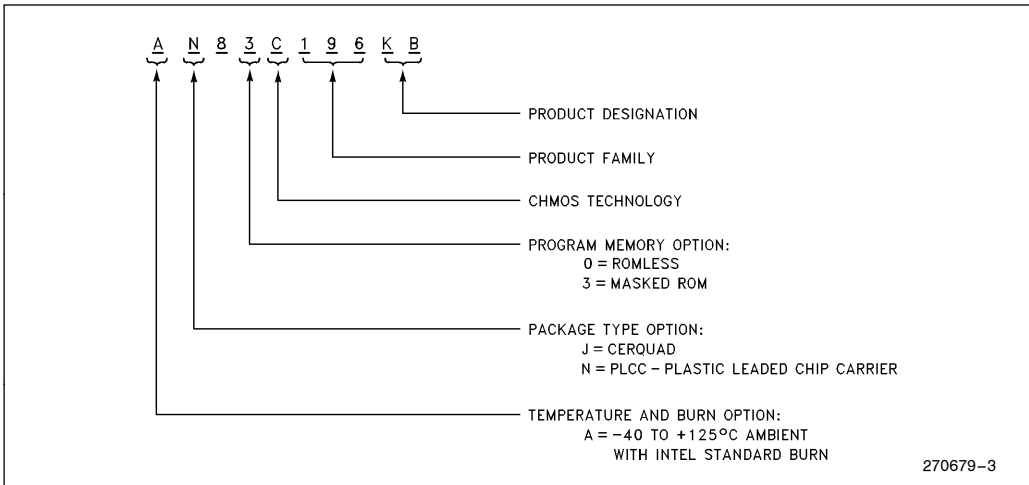 A N 8 3 C 1 9 6 K B
PRODUCT DESIGNATION
PRODUCT FAMILY
CHMOS TECHNOLOGY
PROGRAM MEMORY OPTION:
0 = ROMLESS
3 = MASKED ROM
PACKAGE TYPE OPTION:
J = CERQUAD
N = PLCC – PLASTIC LEADED CHIP CARRIER
TEMPERATURE AND BURN OPTION:
A = −40 TO +125°C AMBIENT
WITH INTEL STANDARD BURN
270679–3